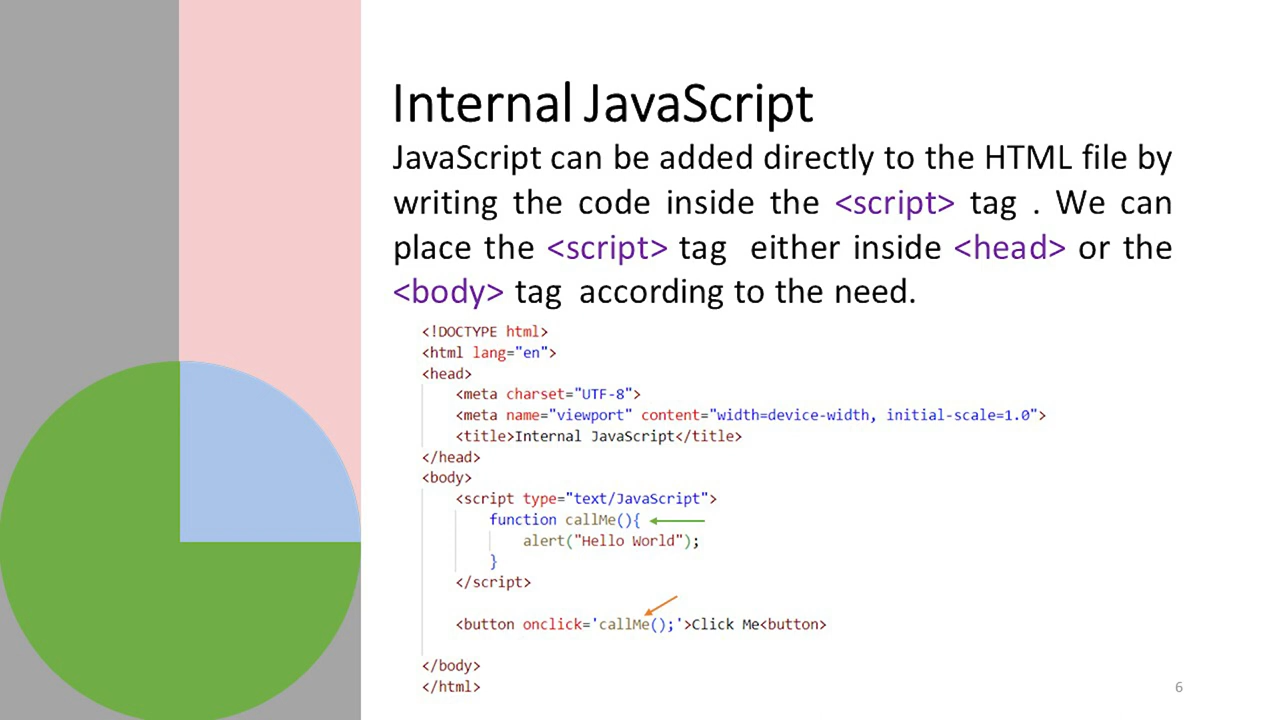 Internal JavaScript
JavaScript can be added directly to the HTML file by
writing the code inside the <script> tag . We can
place the <script> tag either inside <head> or the
<body> tag according to the need.
<!DOCTYPE html>
<html lang="en">
<head>
<meta charset="UTF-8">
<meta name="viewport" content="width=device-width, initial-scale=1.0">
<title>Internal JavaScript</title>
</head>
<body>
<script type="text/JavaScript">
function callMe(){
alert("Hello World");
}
</script>
<button onclick='callMe();'>Click Me<button>
</body>
</html>
6